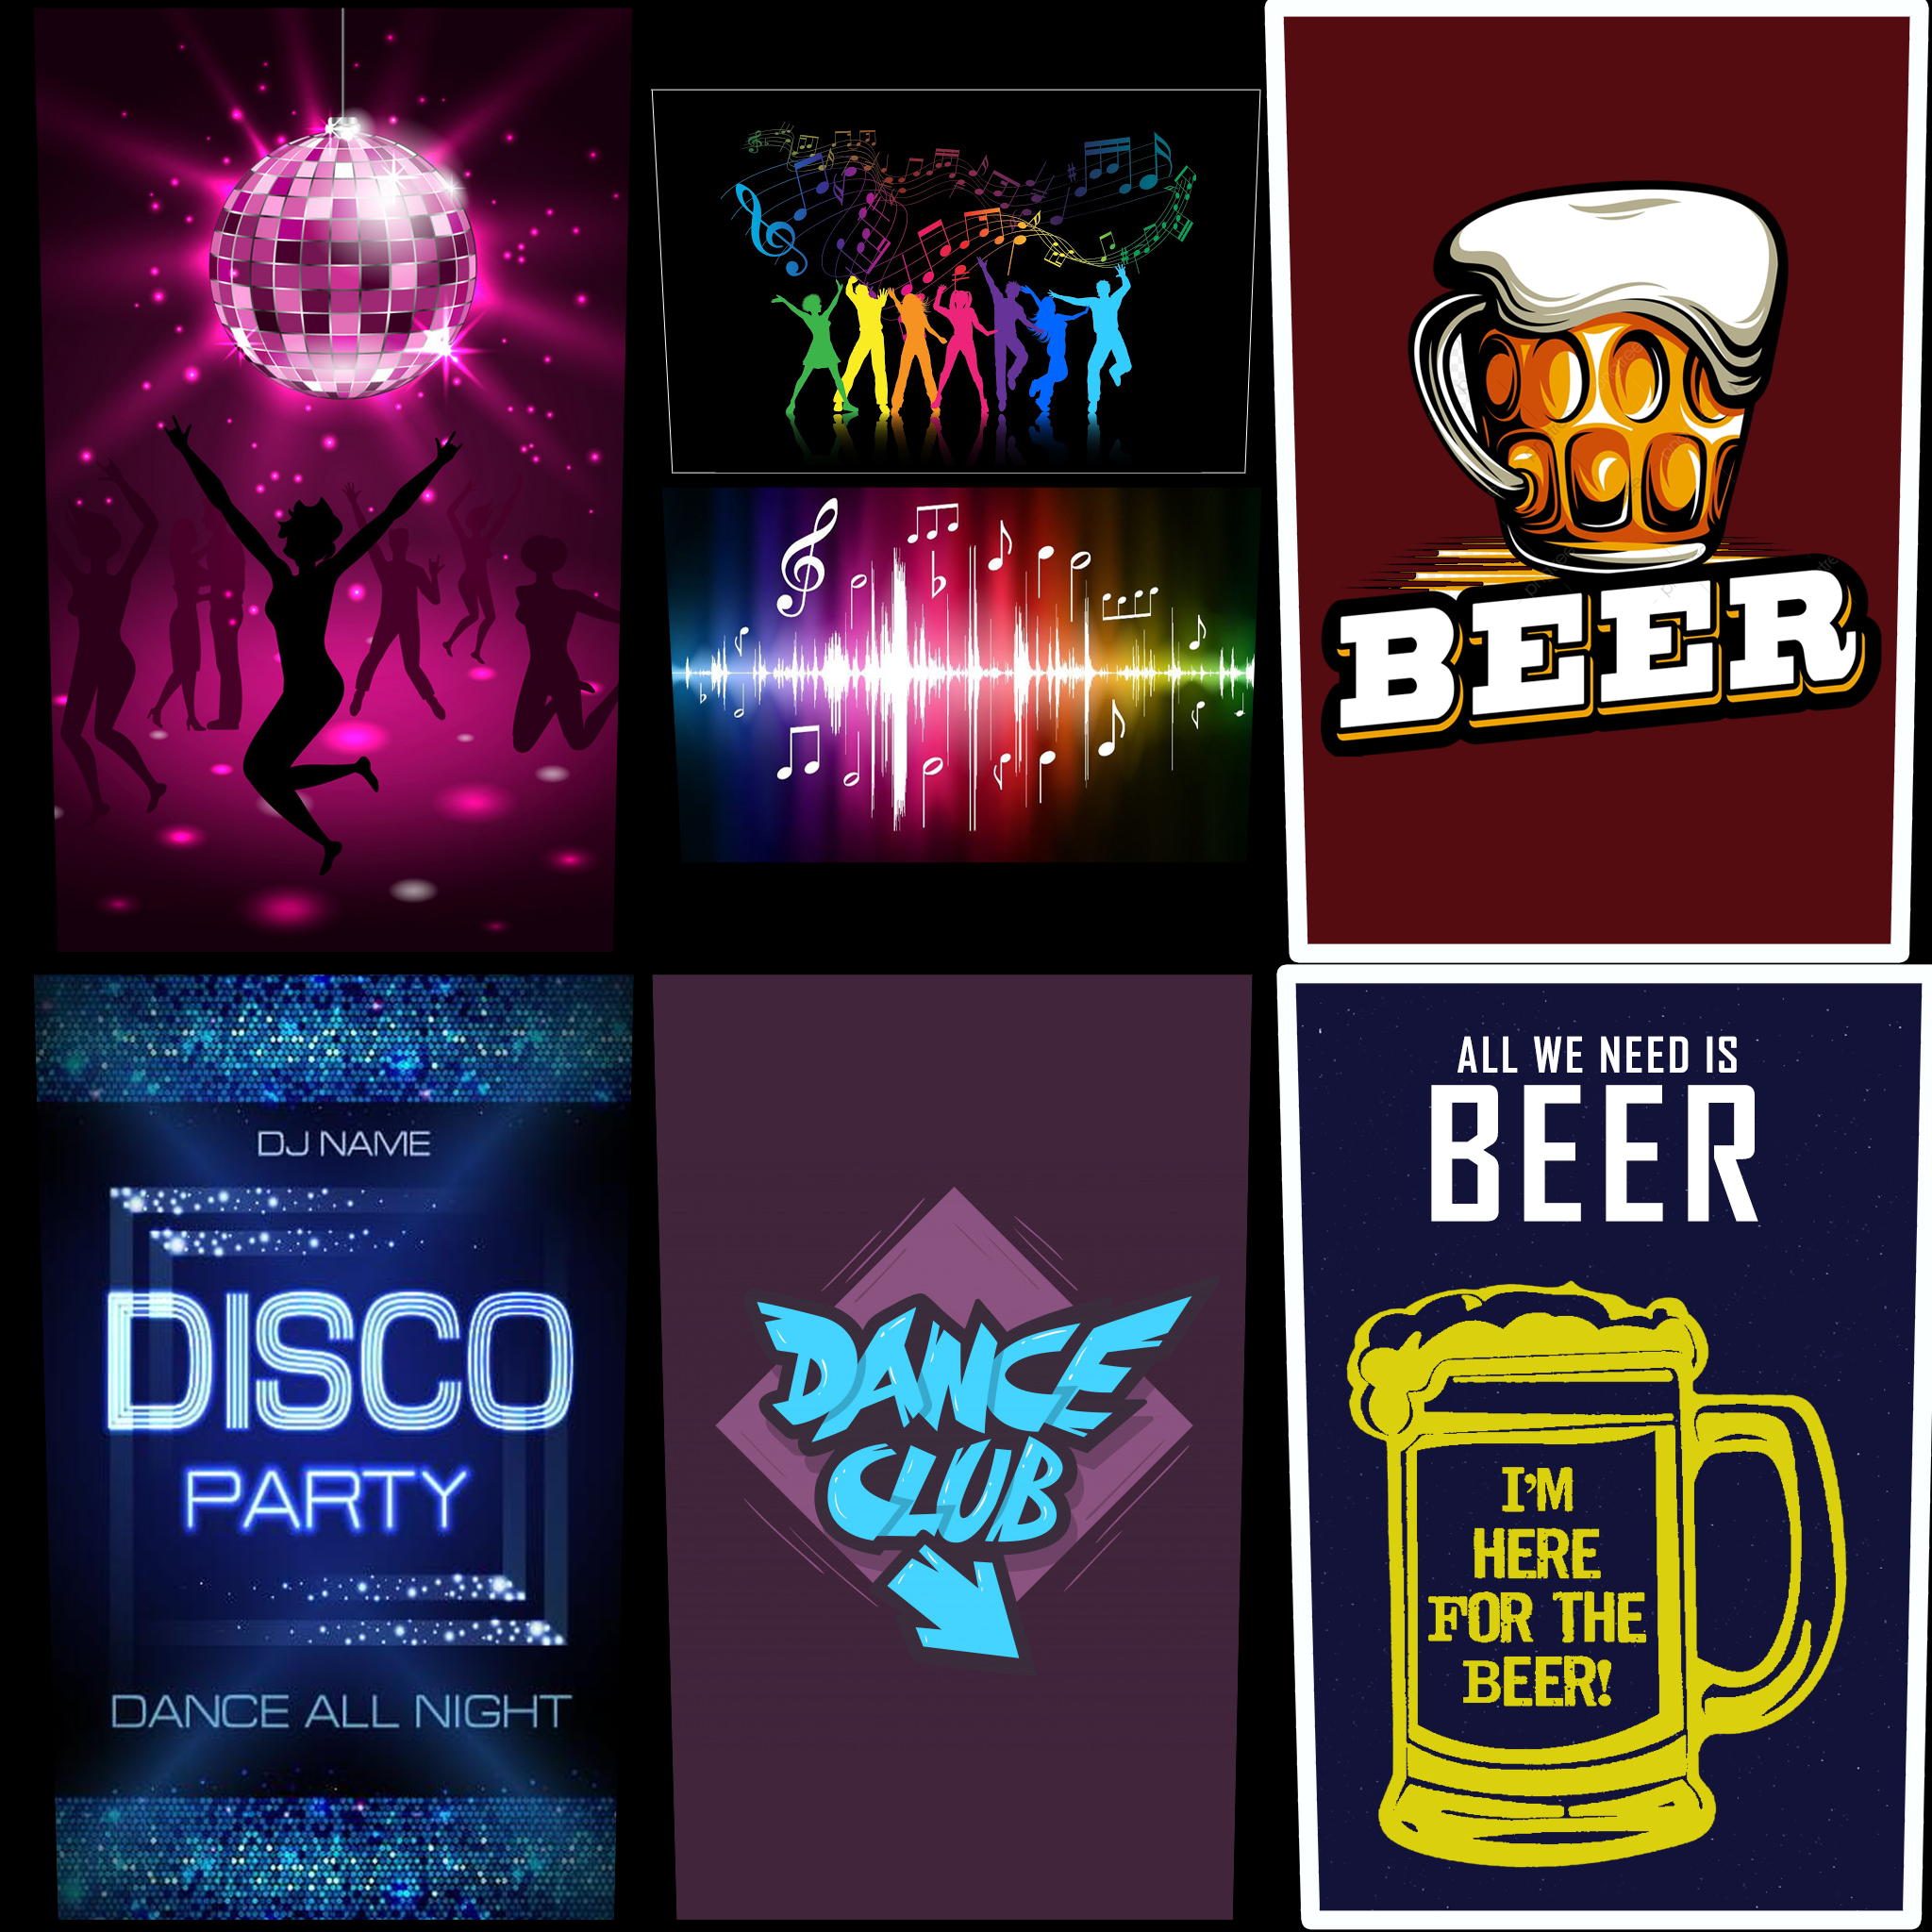 BEER
DJ NAME
DISCO
PARTY
DANCE ALL NIGHT
DANCE
CLUB
ALL WE NEED IS
BEER
I'M
HERE
FOR THE
BEER!